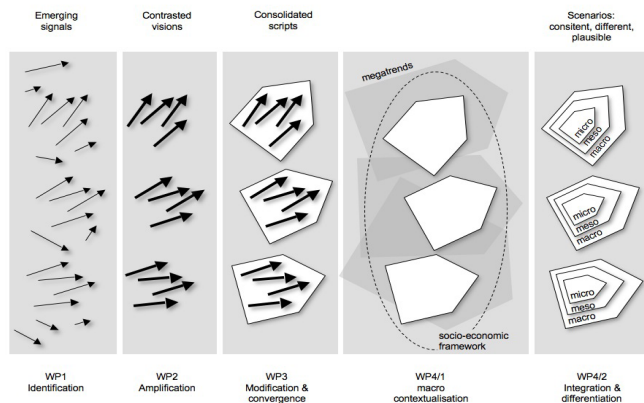 Emerging
signals
Contrasted
visions
Consolidated
scripts
Scenarios:
consitent, different,
plausible
megatrends
socio-economic
framework
micro
meso
macro
micro
meso
macro
micro
meso
macro
WP1
Identification
WP2
Amplification
WP3
Modification &
convergence
WP4/1
macro
contextualisation
WP4/2
Integration &
differentiation